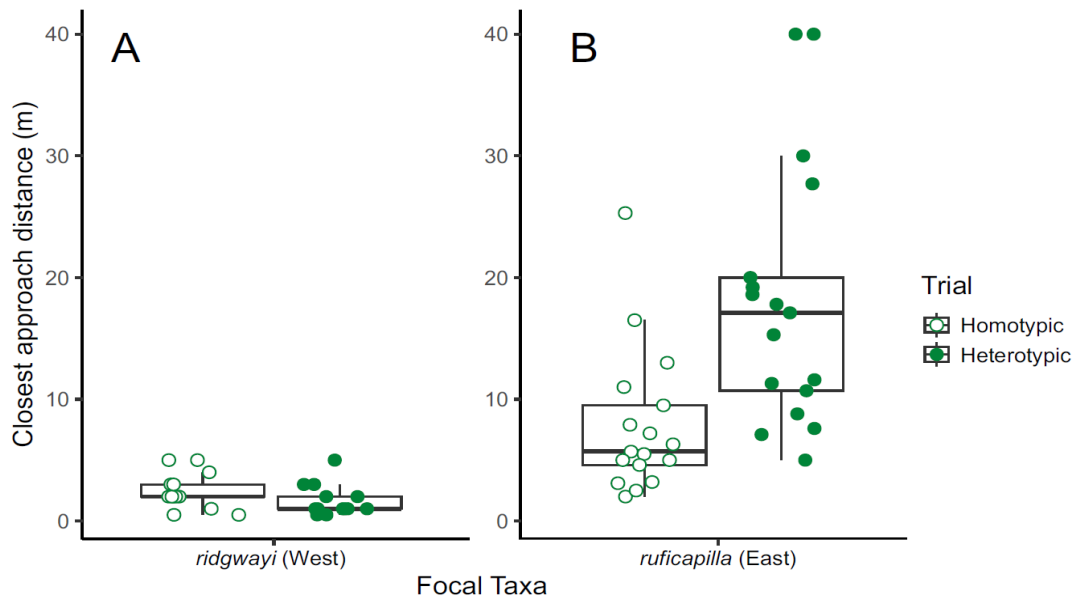 A
B
40
30
20
10
0
40
30
20
10
0
Closest approach distance (m)
ridgwayi (West)
ruficapilla (East)
Focal Taxa
Trial
Homotypic
Heterotypic